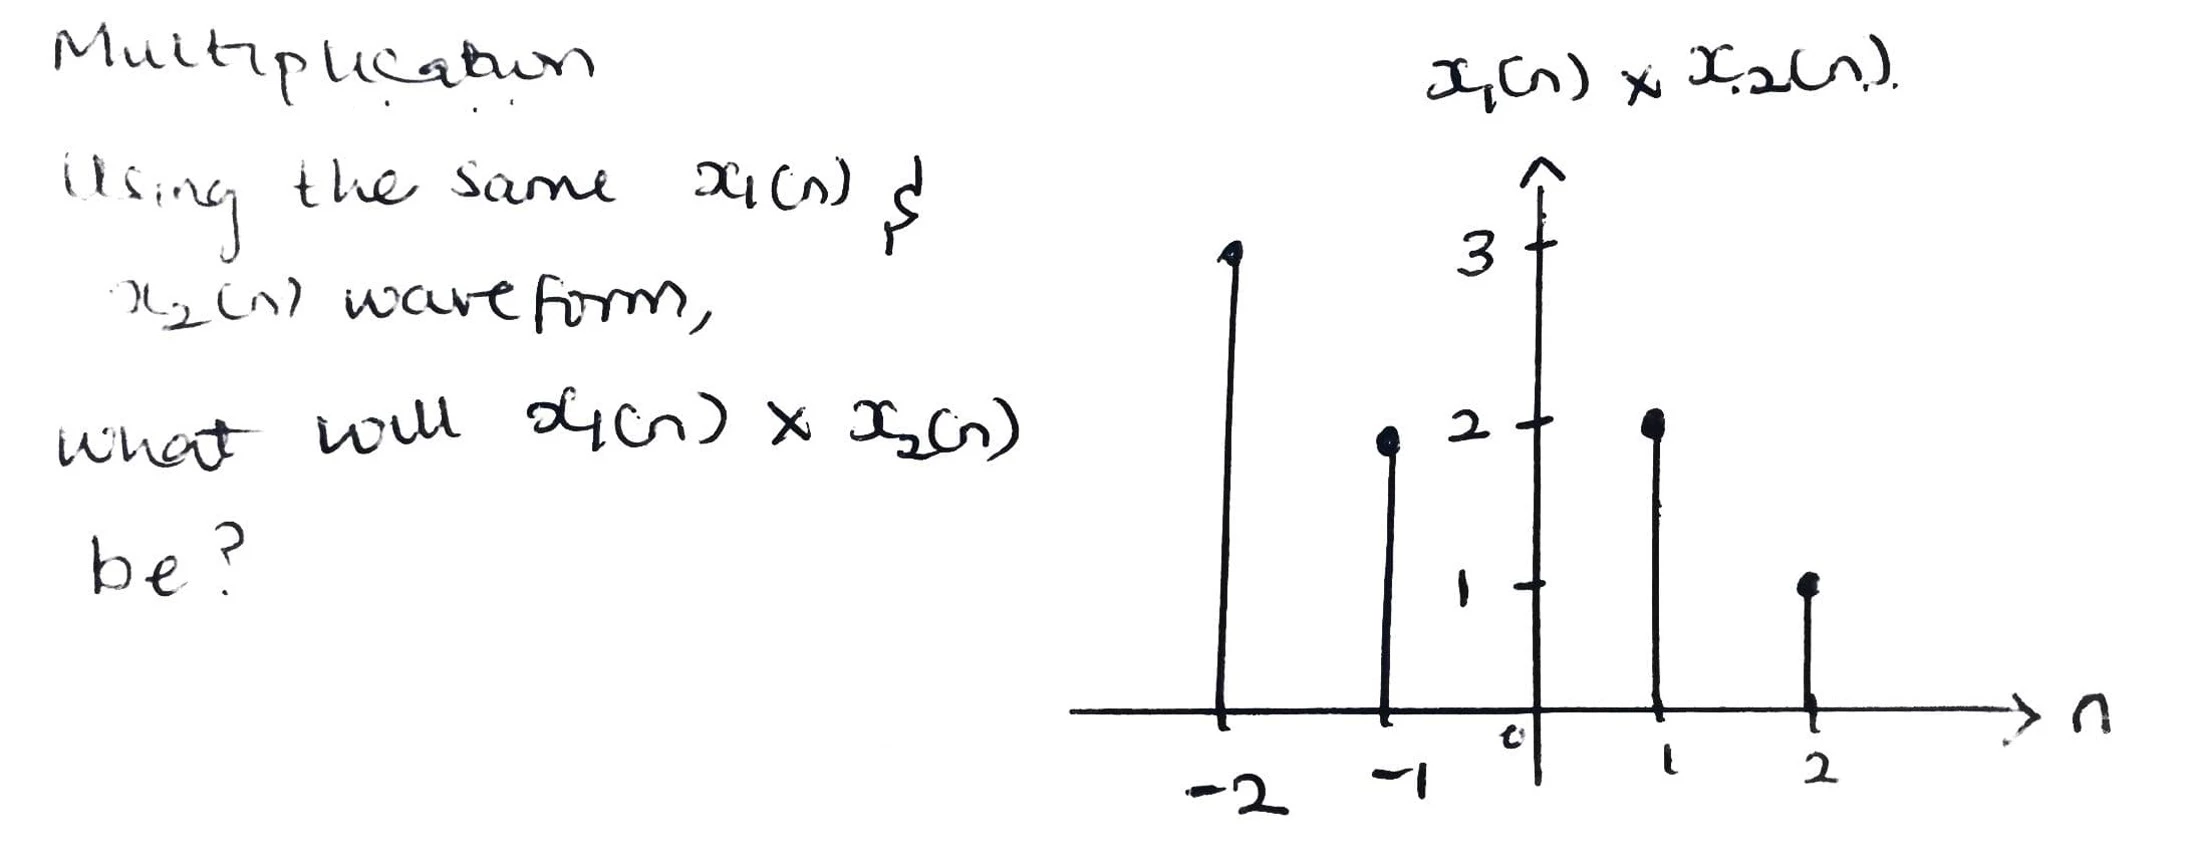 Multiplication
Using the same x₁(n) &
x₂(n) waveform,
what will x₁(n) × x₂(n)
be?
x₁(n) × x₂(n).
3
2
1
0
-2 -1 1 2
n